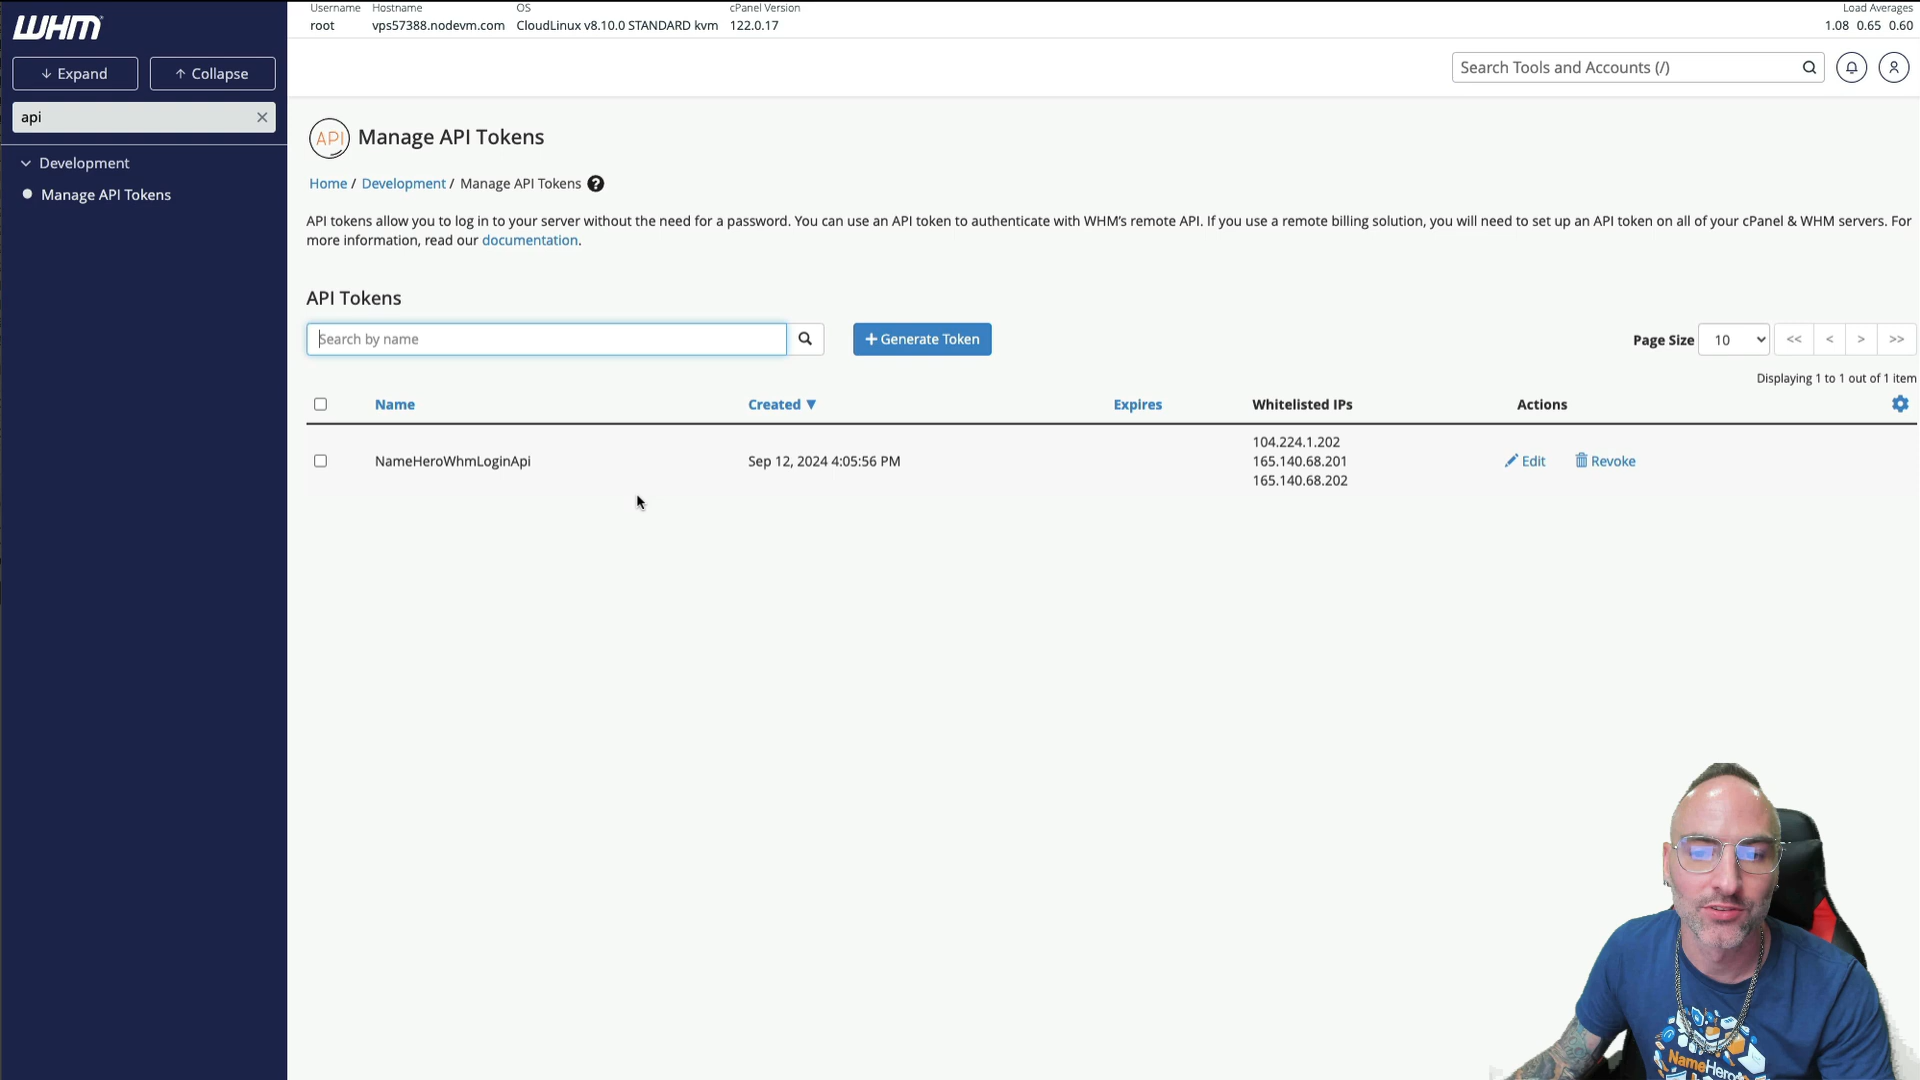 WHM
Username Hostname OS cPanel Version Load Averages
root vps57388.nodevm.com CloudLinux v8.10.0 STANDARD kvm 122.0.17 1.08 0.65 0.60
↓ Expand ↑ Collapse
Search Tools and Accounts (/)
api
Development
Manage API Tokens
API Manage API Tokens
Home / Development / Manage API Tokens ?
API tokens allow you to log in to your server without the need for a password. You can use an API token to authenticate with WHM's remote API. If you use a remote billing solution, you will need to set up an API token on all of your cPanel & WHM servers. For
more information, read our documentation.
API Tokens
Search by name + Generate Token Page Size 10 << < > >>
Displaying 1 to 1 out of 1 item
Name Created ▼ Expires Whitelisted IPs Actions
NameHeroWhmLoginApi Sep 12, 2024 4:05:56 PM 104.224.1.202 Edit Revoke
165.140.68.201
165.140.68.202
NameHero